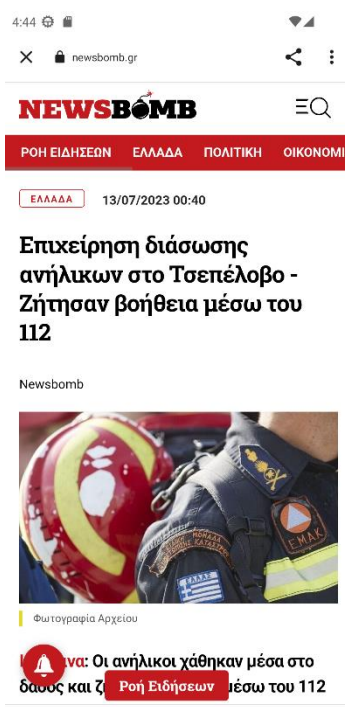 4:44
newsbomb.gr
NEWSBOMB
ΡΟΗ ΕΙΔΗΣΕΩΝ ΕΛΛΑΔΑ ΠΟΛΙΤΙΚΗ ΟΙΚΟΝΟΜΙ
ΕΛΛΑΔΑ 13/07/2023 00:40
Επιχείρηση διάσωσης
ανήλικων στο Τσεπέλοβο -
Ζήτησαν βοήθεια μέσω του
112
Newsbomb
ΕΜΑΚ
ΕΛΛΑΣ
Φωτογραφία Αρχείου
Οι ανήλικοι χάθηκαν μέσα στο
δάσος και
Ροή Ειδήσεων
μέσω του 112